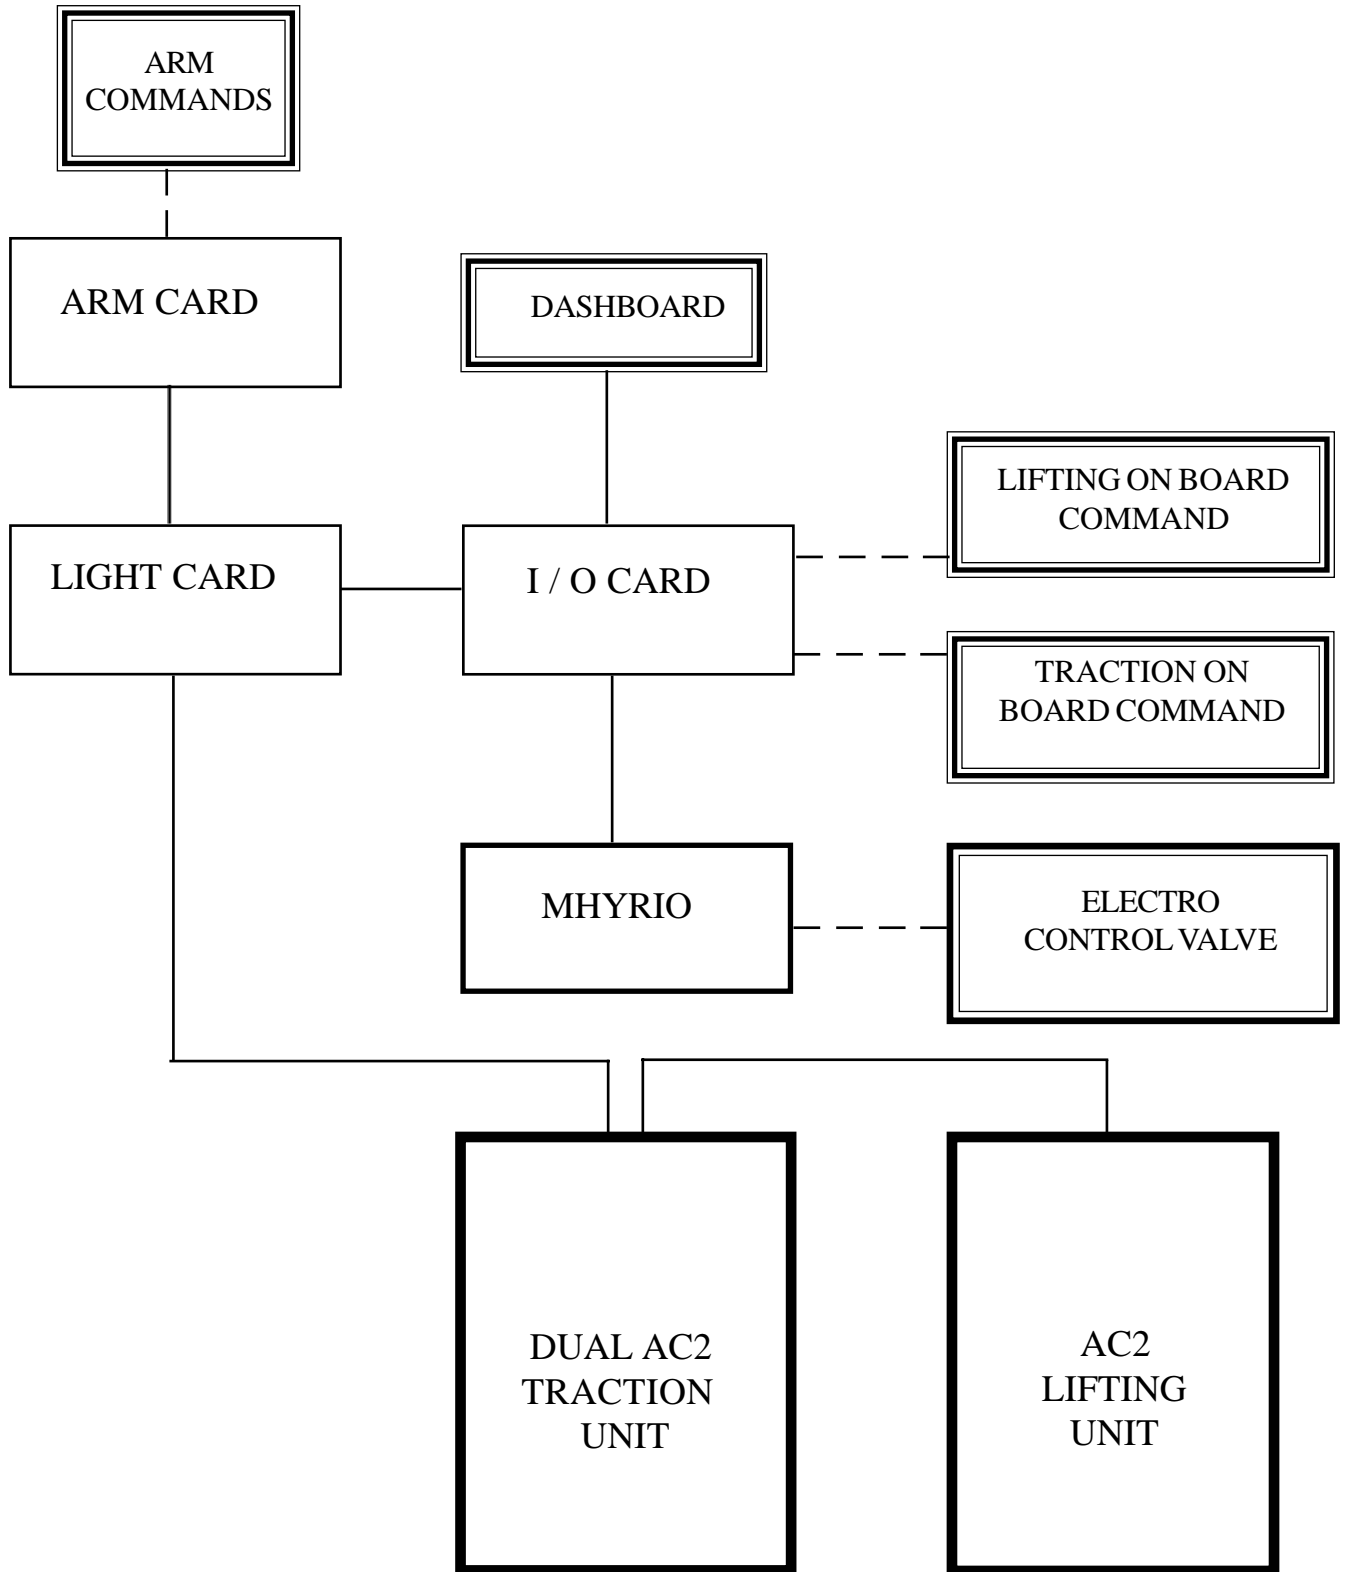 ARM
COMMANDS
ARM CARD
DASHBOARD
LIFTING ON BOARD
COMMAND
LIGHT CARD
I / O CARD
TRACTION ON
BOARD COMMAND
MHYRIO
ELECTRO
CONTROL VALVE
DUAL AC2
TRACTION
UNIT
AC2
LIFTING
UNIT